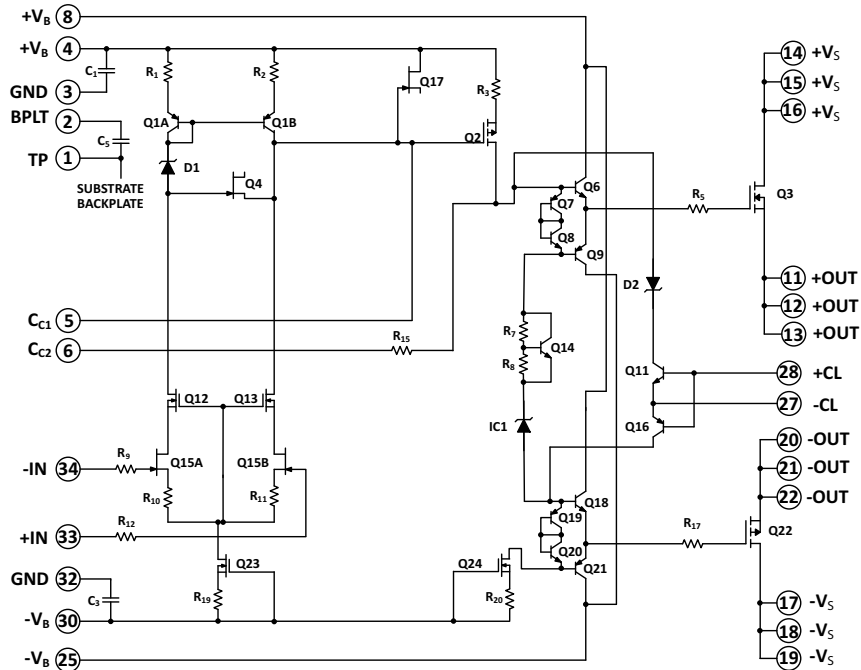 +VB 8
+VB 4
C1
R1
R2
Q17
R3
14 +VS
15 +VS
16 +VS
GND 3
BPLT 2
C5
Q1A
Q1B
Q2
TP 1
D1
Q4
SUBSTRATE
BACKPLATE
Q6
Q7
Q8
Q9
R5
Q3
11 +OUT
12 +OUT
13 +OUT
D2
CC1 5
CC2 6
R15
R7
R8
Q14
Q11
28 +CL
27 -CL
Q12
Q13
IC1
Q16
20 -OUT
21 -OUT
22 -OUT
-IN 34
R9
Q15A
Q15B
R10
R11
Q18
Q19
Q20
Q21
R17
Q22
+IN 33
R12
GND 32
C3
Q23
R19
Q24
R20
-VB 30
-VB 25
17 -VS
18 -VS
19 -VS